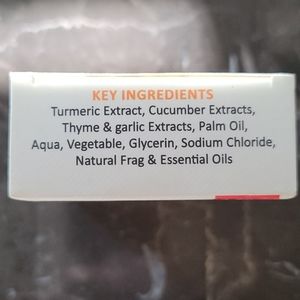 KEY INGREDIENTS
Turmeric Extract, Cucumber Extracts,
Thyme & garlic Extracts, Palm Oil,
Aqua, Vegetable, Glycerin, Sodium Chloride,
Natural Frag & Essential Oils